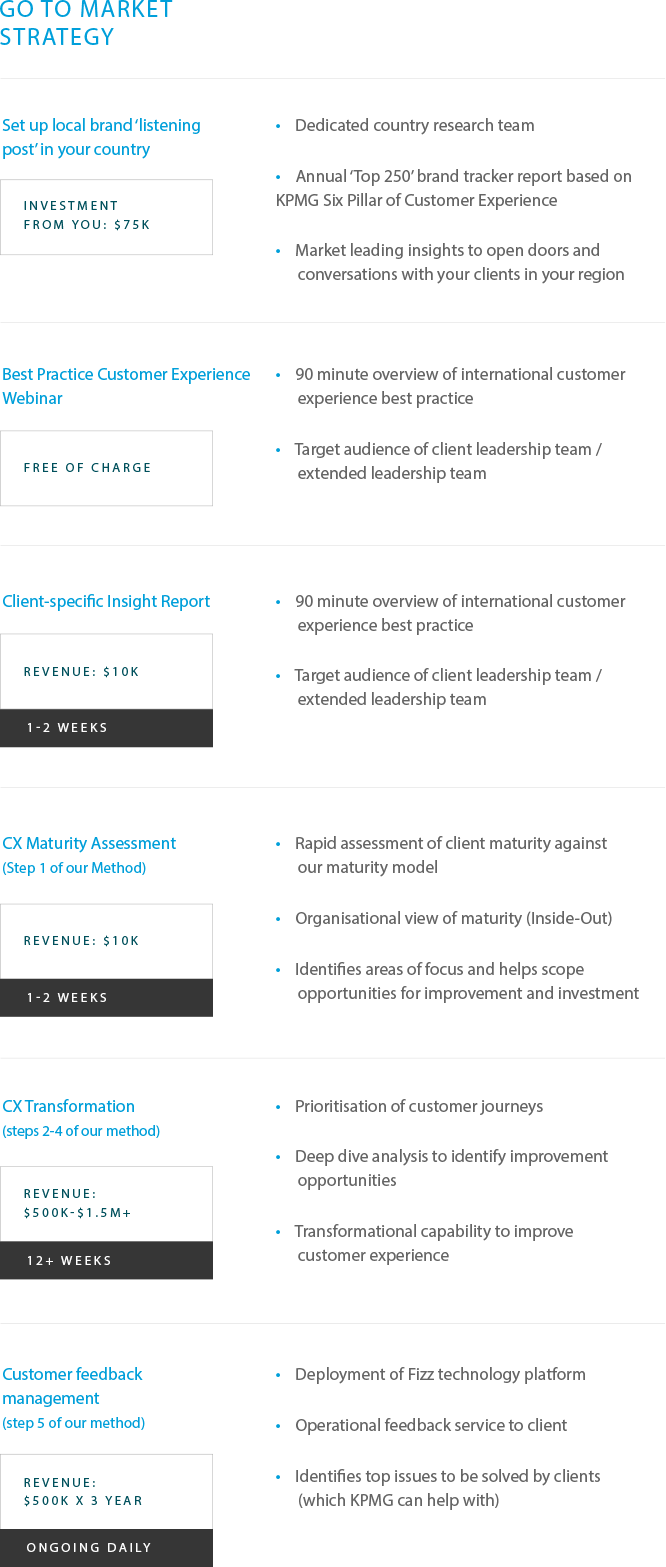 GO TO MARKET
STRATEGY
Set up local brand ‘listening
post’ in your country
INVESTMENT
FROM YOU: $75K
• Dedicated country research team
• Annual ‘Top 250’ brand tracker report based on
KPMG Six Pillar of Customer Experience
• Market leading insights to open doors and
conversations with your clients in your region
Best Practice Customer Experience
Webinar
FREE OF CHARGE
• 90 minute overview of international customer
experience best practice
• Target audience of client leadership team /
extended leadership team
Client-specific Insight Report
REVENUE: $10K
1-2 WEEKS
• 90 minute overview of international customer
experience best practice
• Target audience of client leadership team /
extended leadership team
CX Maturity Assessment
(Step 1 of our Method)
REVENUE: $10K
1-2 WEEKS
• Rapid assessment of client maturity against
our maturity model
• Organisational view of maturity (Inside-Out)
• Identifies areas of focus and helps scope
opportunities for improvement and investment
CX Transformation
(steps 2-4 of our method)
REVENUE:
$500K-$1.5M+
12+ WEEKS
• Prioritisation of customer journeys
• Deep dive analysis to identify improvement
opportunities
• Transformational capability to improve
customer experience
Customer feedback
management
(step 5 of our method)
REVENUE:
$500K X 3 YEAR
ONGOING DAILY
• Deployment of Fizz technology platform
• Operational feedback service to client
• Identifies top issues to be solved by clients
(which KPMG can help with)